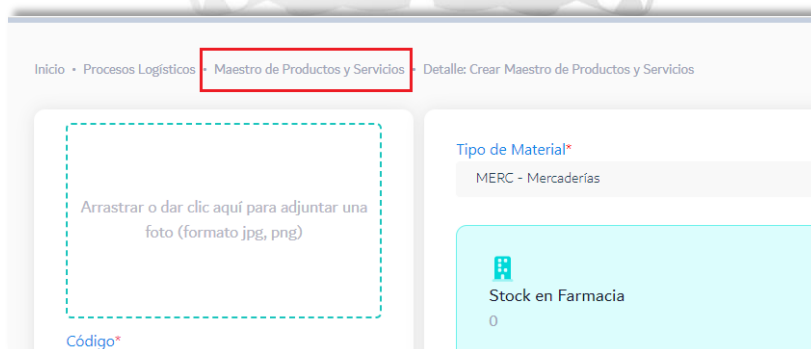 Inicio • Procesos Logísticos • Maestro de Productos y Servicios • Detalle: Crear Maestro de Productos y Servicios
Arrastrar o dar clic aquí para adjuntar una
foto (formato jpg, png)
Código*
Tipo de Material*
MERC - Mercaderías
Stock en Farmacia
0